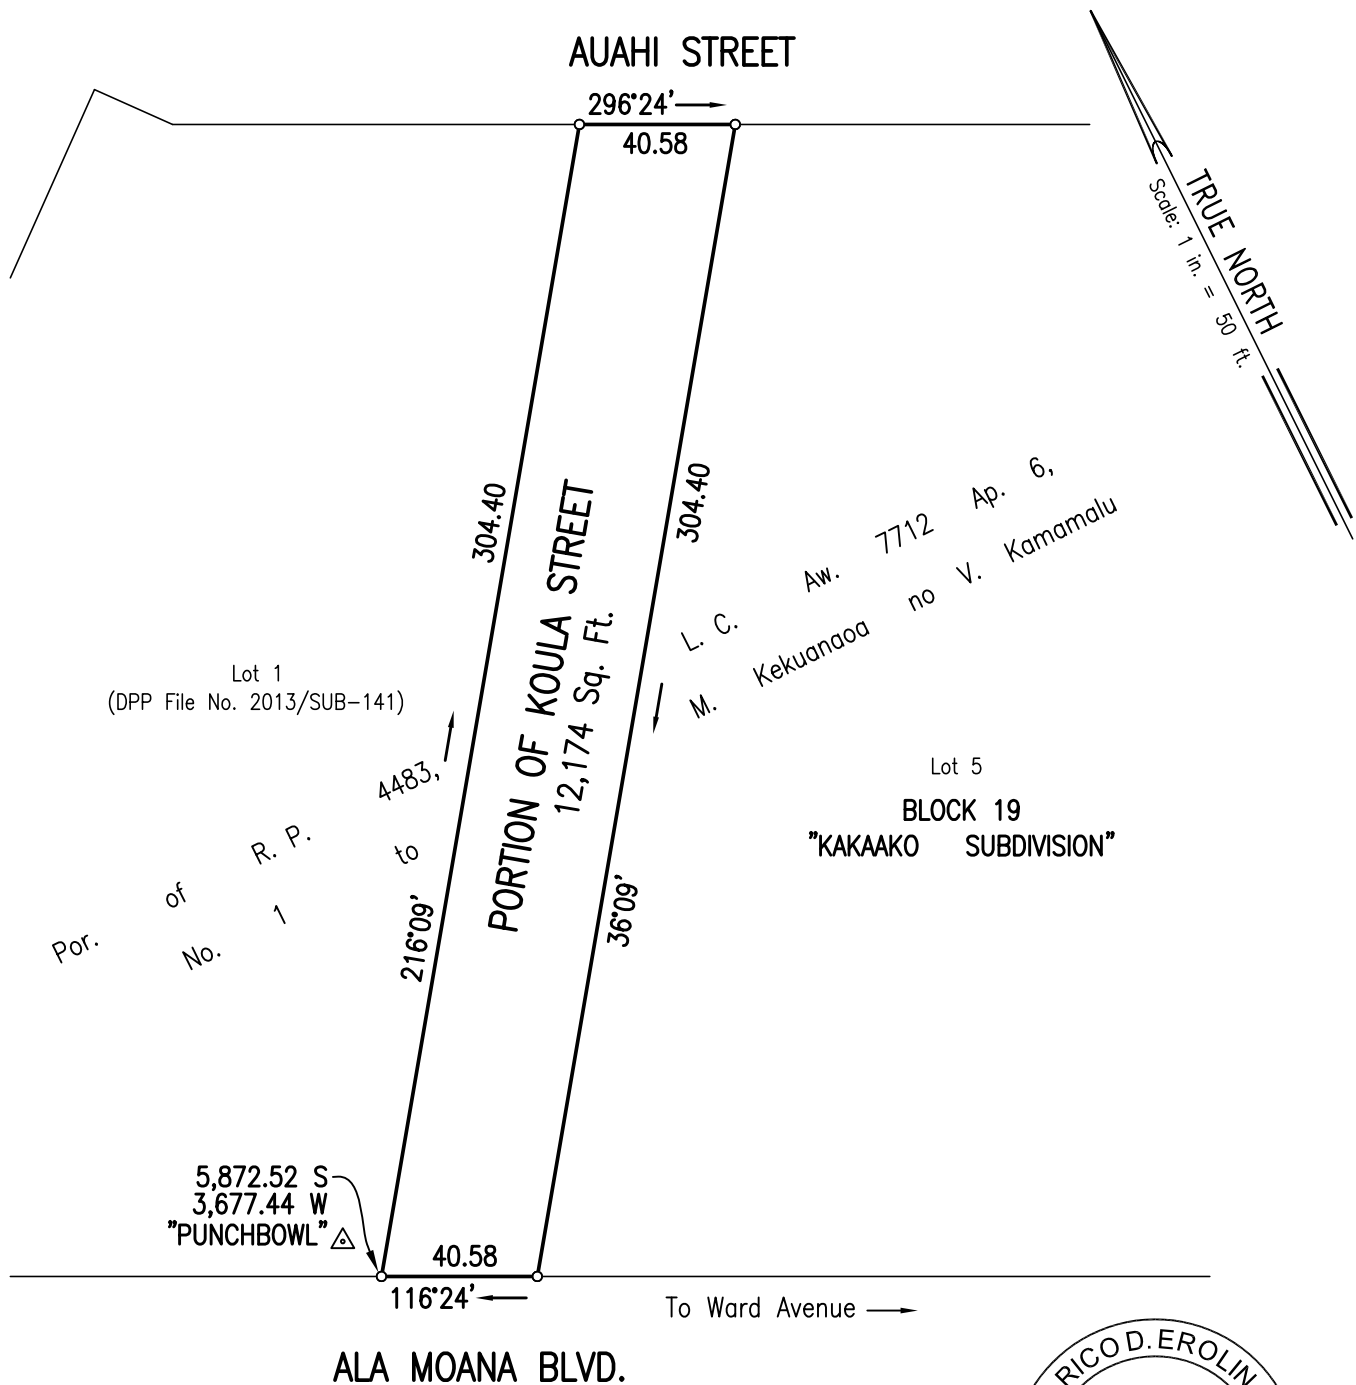 AUAHI STREET
296°24'
40.58
TRUE NORTH
Scale: 1 in. = 50 ft.
304.40
304.40
PORTION OF KOULA STREET
12,174 Sq. Ft.
L. C. Aw. 7712 Ap. 6,
M. Kekuanaoa no V. Kamamalu
Lot 1
(DPP File No. 2013/SUB-141)
Por. of R. P. 4483,
No. 1 to
Lot 5
BLOCK 19
"KAKAAKO SUBDIVISION"
216°09'
36°09'
5,872.52 S
3,677.44 W
"PUNCHBOWL"
40.58
116°24'
To Ward Avenue
ALA MOANA BLVD.
RICO D. EROLIN